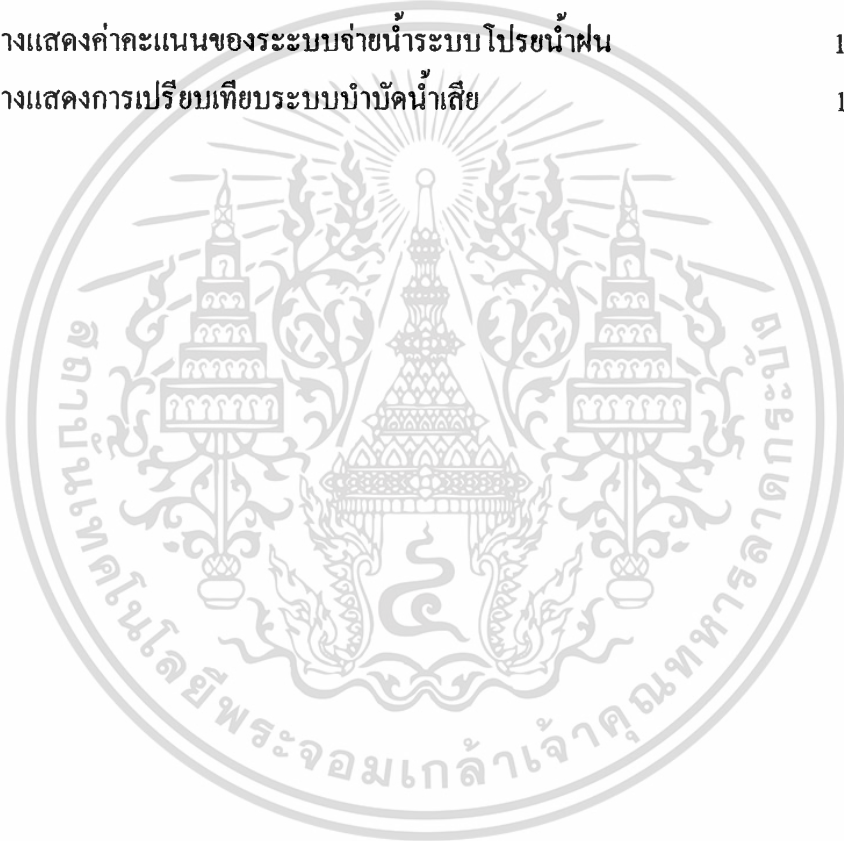 างแสดงค่าคะแนนของระะบบจ่ายน้ำระบบโปรยน้ำฝน 1
างแสดงการเปรียบเทียบระบบบำบัดน้ำเสีย 1
สถาบันเทคโนโลยีพระจอมเกล้าเจ้าคุณทหารลาดกระบัง